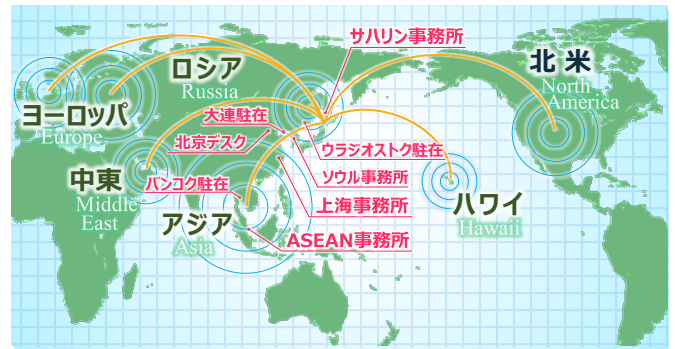 サハリン事務所
北 米
North
America
ロシア
Russia
ヨーロッパ
Europe
大連駐在
北京デスク
ウラジオストク駐在
中東
Middle
East
バンコク駐在
ソウル事務所
アジア
Asia
上海事務所
ハワイ
Hawaii
ASEAN事務所